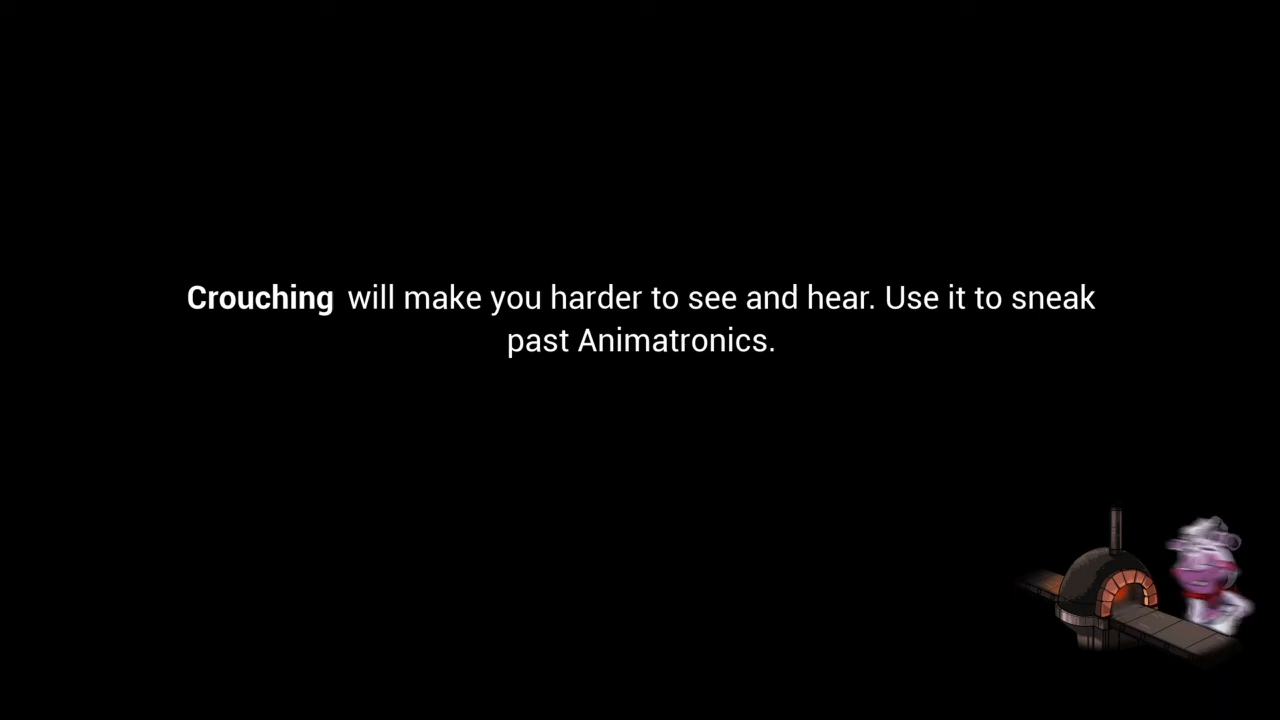 Crouching will make you harder to see and hear. Use it to sneak
past Animatronics.